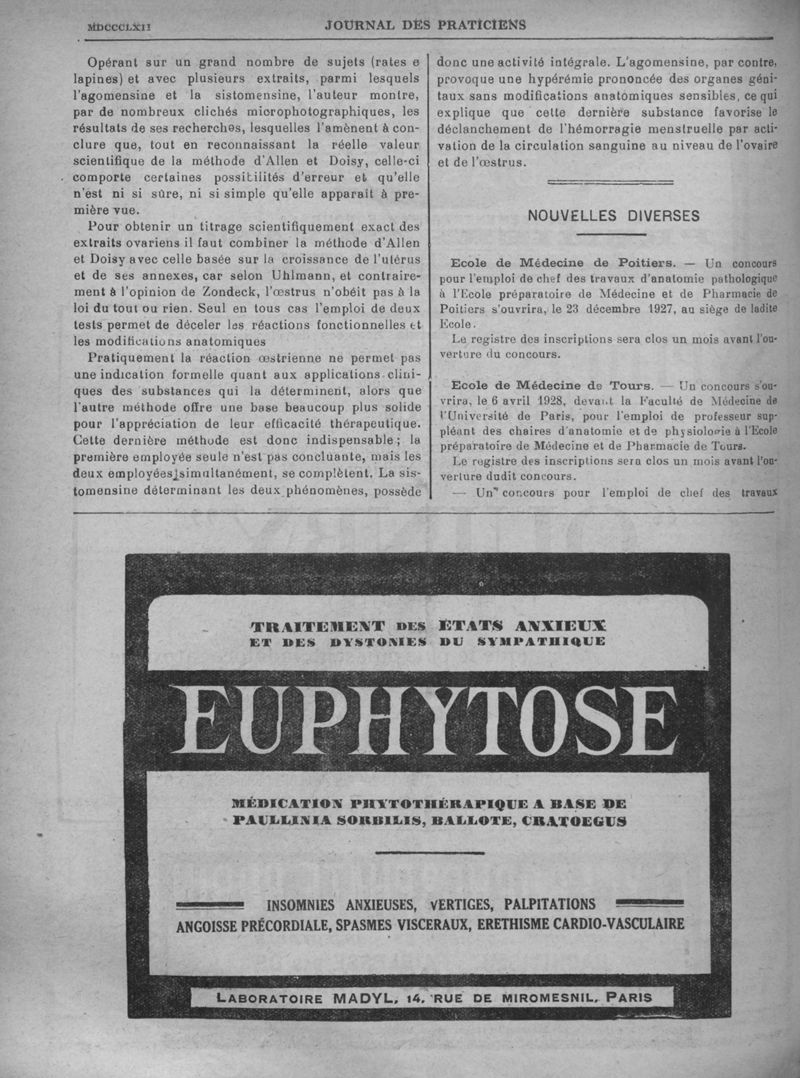 MDCCCLXII
JOURNAL DES PRATICIENS
Opérant sur un grand nombre de sujets (rates e
lapines) et avec plusieurs extraits, parmi lesquels
l'agomensine et la sistomensine, l'auteur montre,
par de nombreux clichés microphotographiques, les
résultats de ses recherches, lesquelles l'amènent à con-
clure que, tout en reconnaissant la réelle valeur
scientifique de la méthode d'Allen et Doisy, celle-ci
comporte certaines possibilités d'erreur et qu'elle
n'est ni si sûre, ni si simple qu'elle apparaît à pre-
mière vue.
Pour obtenir un titrage scientifiquement exact des
extraits ovariens il faut combiner la méthode d'Allen
et Doisy avec celle basée sur la croissance de l'utérus
et de ses annexes, car selon Uhlmann, et contraire-
ment à l'opinion de Zondeck, l'œstrus n'obéit pas à la
loi du tout ou rien. Seul en tous cas l'emploi de deux
tests permet de déceler les réactions fonctionnelles et
les modifications anatomiques
Pratiquement la réaction œstrienne ne permet pas
une indication formelle quant aux applications clini-
ques des substances qui la déterminent, alors que
l'autre méthode offre une base beaucoup plus solide
pour l'appréciation de leur efficacité thérapeutique.
Cette dernière méthode est donc indispensable ; la
première employée seule n'est pas concluante, mais les
deux employées simultanément, se complètent. La sis-
tomensine déterminant les deux phénomènes, possède
donc une activité intégrale. L'agomensine, par contre,
provoque une hypérémie prononcée des organes géni-
taux sans modifications anatomiques sensibles, ce qui
explique que cette dernière substance favorise le
déclanchement de l'hémorragie menstruelle par acti-
vation de la circulation sanguine au niveau de l'ovaire
et de l'œstrus.
NOUVELLES DIVERSES
Ecole de Médecine de Poitiers. — Un concours
pour l'emploi de chef des travaux d'anatomie pathologique
à l'Ecole préparatoire de Médecine et de Pharmacie de
Poitiers s'ouvrira, le 23 décembre 1927, au siège de ladite
Ecole.
Le registre des inscriptions sera clos un mois avant l'ou-
verture du concours.
Ecole de Médecine de Tours. — Un concours s'ou-
vrira, le 6 avril 1928, devant la Faculté de Médecine de
l'Université de Paris, pour l'emploi de professeur sup-
pléant des chaires d'anatomie et de physiologie à l'Ecole
préparatoire de Médecine et de Pharmacie de Tours.
Le registre des inscriptions sera clos un mois avant l'ou-
verture dudit concours.
— Un concours pour l'emploi de chef des travaux
TRAITEMENT DES ÉTATS ANXIEUX
ET DES DYSTONIES DU SYMPATHIQUE
EUPHYTOSE
MÉDICATION PHYTOTHÉRAPIQUE A BASE DE
PAULLINIA SORBILIS, BALLOTE, CRATOEGUS
INSOMNIES ANXIEUSES, VERTIGES, PALPITATIONS
ANGOISSE PRÉCORDIALE, SPASMES VISCERAUX, ERETHISME CARDIO-VASCULAIRE
LABORATOIRE MADYL, 14, RUE DE MIROMESNIL, PARIS